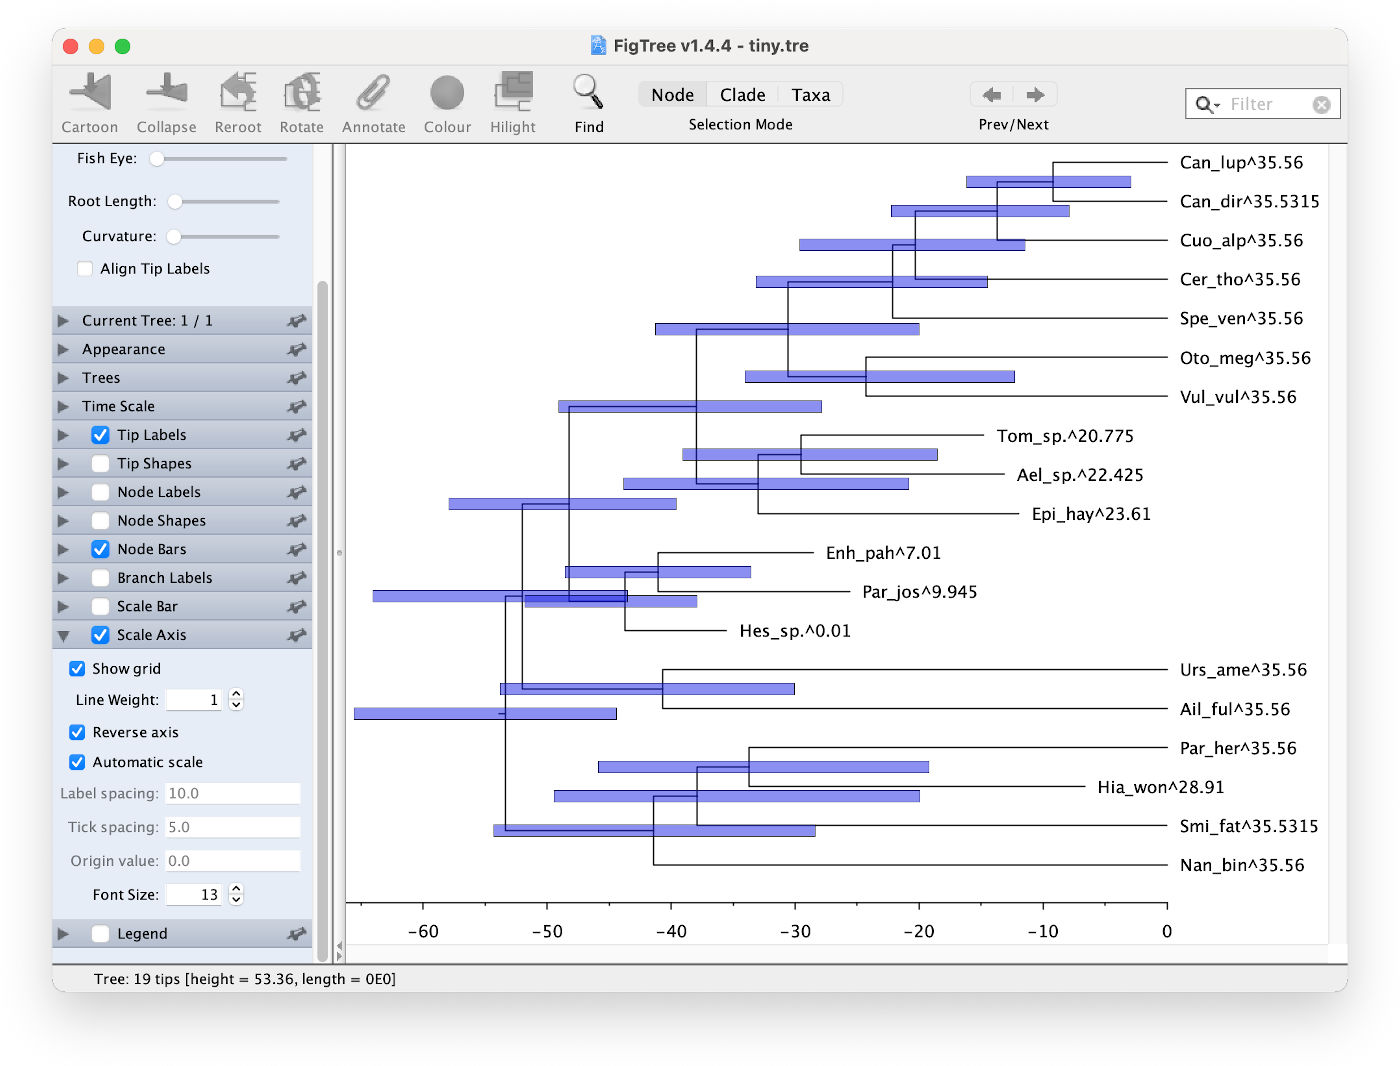 FigTree v1.4.4 - tiny.tre
Cartoon Collapse Reroot Rotate Annotate Colour Hilight Find
Node Clade Taxa
Selection Mode
Prev/Next
Filter
Fish Eye:
Root Length:
Curvature:
Align Tip Labels
Current Tree: 1 / 1
Appearance
Trees
Time Scale
Tip Labels
Tip Shapes
Node Labels
Node Shapes
Node Bars
Branch Labels
Scale Bar
Scale Axis
Show grid
Line Weight: 1
Reverse axis
Automatic scale
Label spacing: 10.0
Tick spacing: 5.0
Origin value: 0.0
Font Size: 13
Legend
Can_lup^35.56
Can_dir^35.5315
Cuo_alp^35.56
Cer_tho^35.56
Spe_ven^35.56
Oto_meg^35.56
Vul_vul^35.56
Tom_sp.^20.775
Ael_sp.^22.425
Epi_hay^23.61
Enh_pah^7.01
Par_jos^9.945
Hes_sp.^0.01
Urs_ame^35.56
Ail_ful^35.56
Par_her^35.56
Hia_won^28.91
Smi_fat^35.5315
Nan_bin^35.56
-60 -50 -40 -30 -20 -10 0
Tree: 19 tips [height = 53.36, length = 0E0]